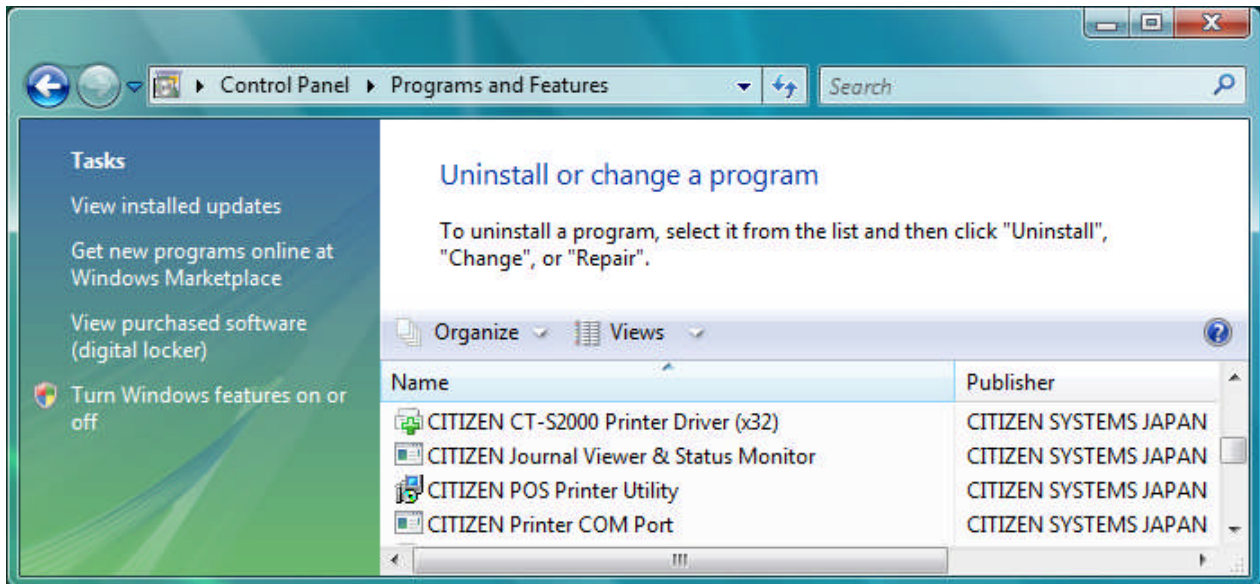 Control Panel Programs and Features Search
Tasks
View installed updates
Get new programs online at
Windows Marketplace
View purchased software
(digital locker)
Turn Windows features on or
off
Uninstall or change a program
To uninstall a program, select it from the list and then click "Uninstall",
"Change", or "Repair".
Organize Views
Name Publisher
CITIZEN CT-S2000 Printer Driver (x32) CITIZEN SYSTEMS JAPAN
CITIZEN Journal Viewer & Status Monitor CITIZEN SYSTEMS JAPAN
CITIZEN POS Printer Utility CITIZEN SYSTEMS JAPAN
CITIZEN Printer COM Port CITIZEN SYSTEMS JAPAN